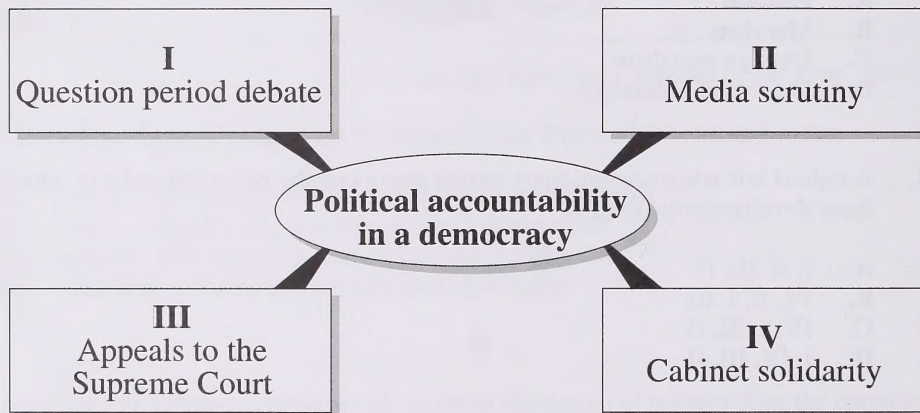 I
Question period debate
II
Media scrutiny
Political accountability
in a democracy
III
Appeals to the
Supreme Court
IV
Cabinet solidarity